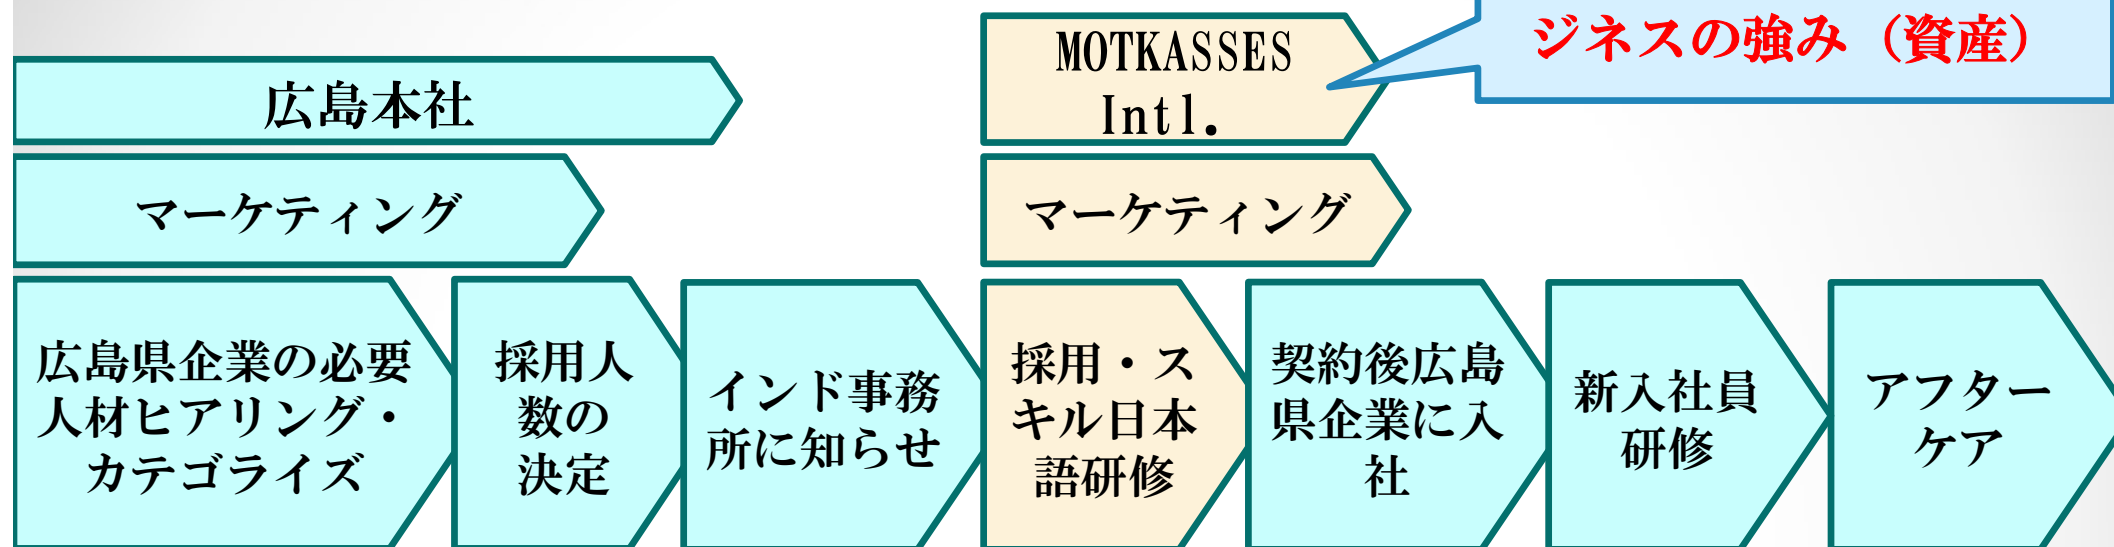 ジネスの強み（資産）
MOTKASSES
Intl.
広島本社
マーケティング
マーケティング
広島県企業の必要
人材ヒアリング・
カテゴライズ
採用人
数の
決定
インド事務
所に知らせ
採用・ス
キル日本
語研修
契約後広島
県企業に入
社
新入社員
研修
アフター
ケア